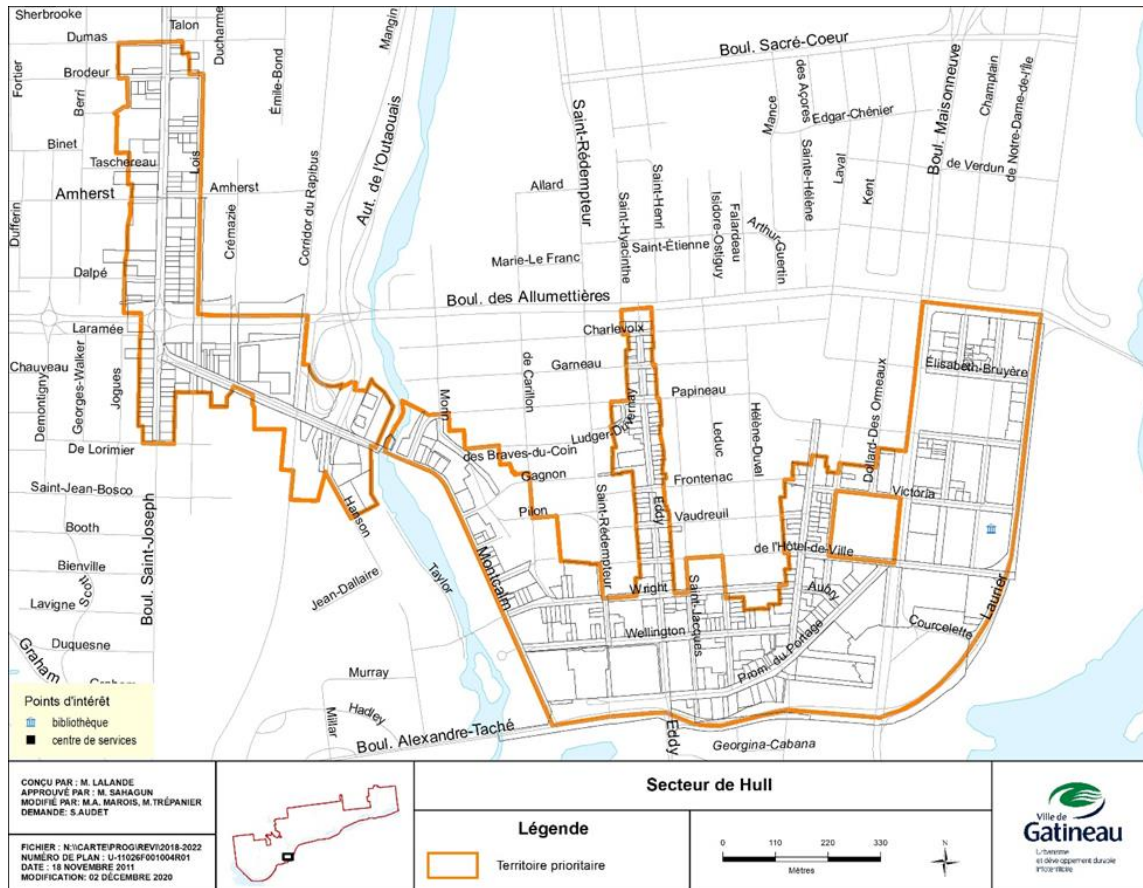 Sherbrooke
Talon
Ducharme
Mangin
Dumas
Boul. Sacré-Coeur
Boul. Maisonneuve
Champlain
de Notre-Dame-de-l'Île
Fortier
Brodeur
Berri
Émile-Bond
Aut. de l'Outaouais
Saint-Rédempteur
Mance
des Açores
Edgar-Chénier
Binet
Taschereau
Lois
Sainte-Hélène
Laval
Kent
de Verdun
Amherst
Amherst
Allard
Saint-Hyacinthe
Saint-Henri
Isidore-Ostiguy
Falardeau
Arthur-Guertin
Dufferin
Crémazie
Corridor du Rapibus
Saint-Étienne
Marie-Le Franc
Dalpé
Boul. des Allumettières
Laramée
Charlevoix
Chauveau
Demontigny
Georges-Walker
Jogues
Garneau
de Carillon
Élisabeth-Bruyère
Morin
Papineau
Leduc
Hélène-Duval
Dollard-Des Ormeaux
De Lorimier
Ludger-Duvernay
des Braves-du-Coin
Gagnon
Frontenac
Victoria
Saint-Jean-Bosco
Hanson
Pilon
Saint-Rédempteur
Eddy
Vaudreuil
Booth
Boul. Saint-Joseph
de l'Hôtel-de-Ville
Bienville
Scott
Jean-Dallaire
Taylor
Montcalm
Wright
Saint-Jacques
Aubry
Laurier
Lavigne
Wellington
Courcelette
Duquesne
Graham
Graham
Murray
Prom. du Portage
Millar
Hadley
Boul. Alexandre-Taché
Eddy
Georgina-Cabana
Points d'intérêt
bibliothèque
centre de services
CONÇU PAR : M. LALANDE
APPROUVÉ PAR : M. SAHAGUN
MODIFIÉ PAR: M.A. MAROIS, M.TRÉPANIER
DEMANDE: S.AUDET
FICHIER : N:\\CARTE\PROG\REVI\2018-2022
NUMÉRO DE PLAN : U-11026F001004R01
DATE : 18 NOVEMBRE 2011
MODIFICATION: 02 DÉCEMBRE 2020
Secteur de Hull
Légende
Territoire prioritaire
0 110 220 330
Mètres
N
Ville de
Gatineau
Urbanisme
et développement durable